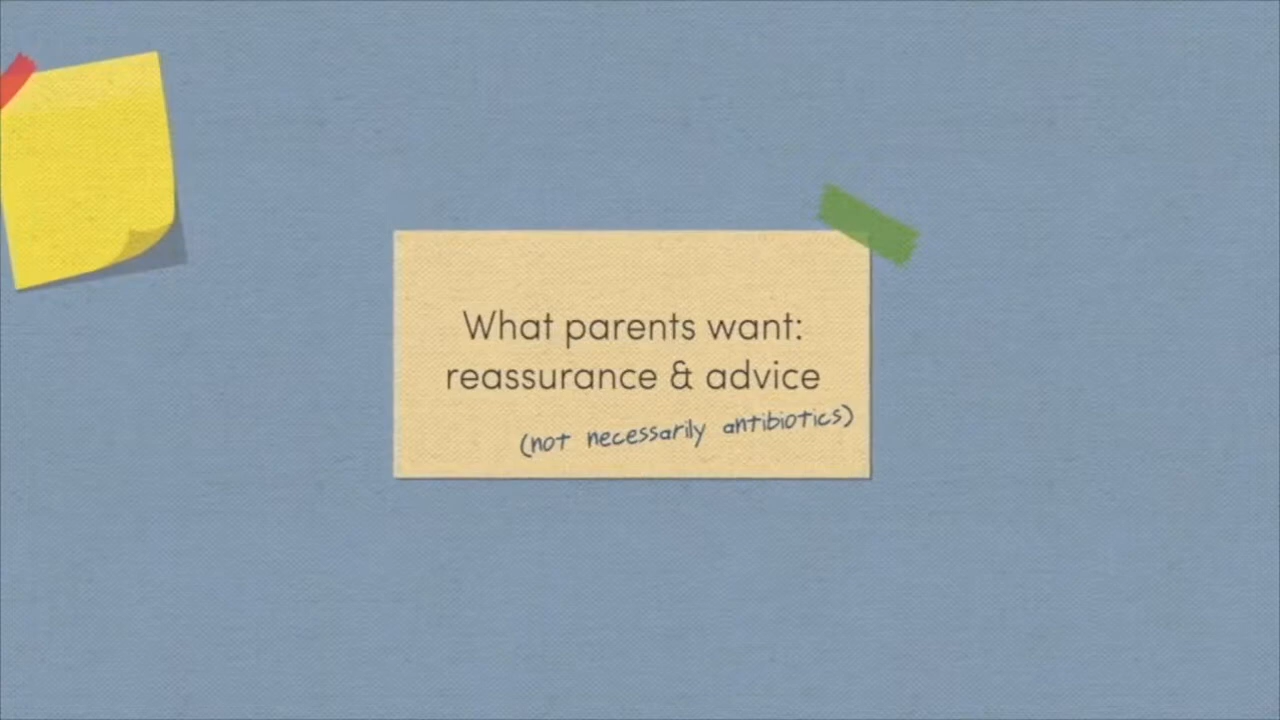 What parents want:
reassurance & advice
(not necessarily antibiotics)